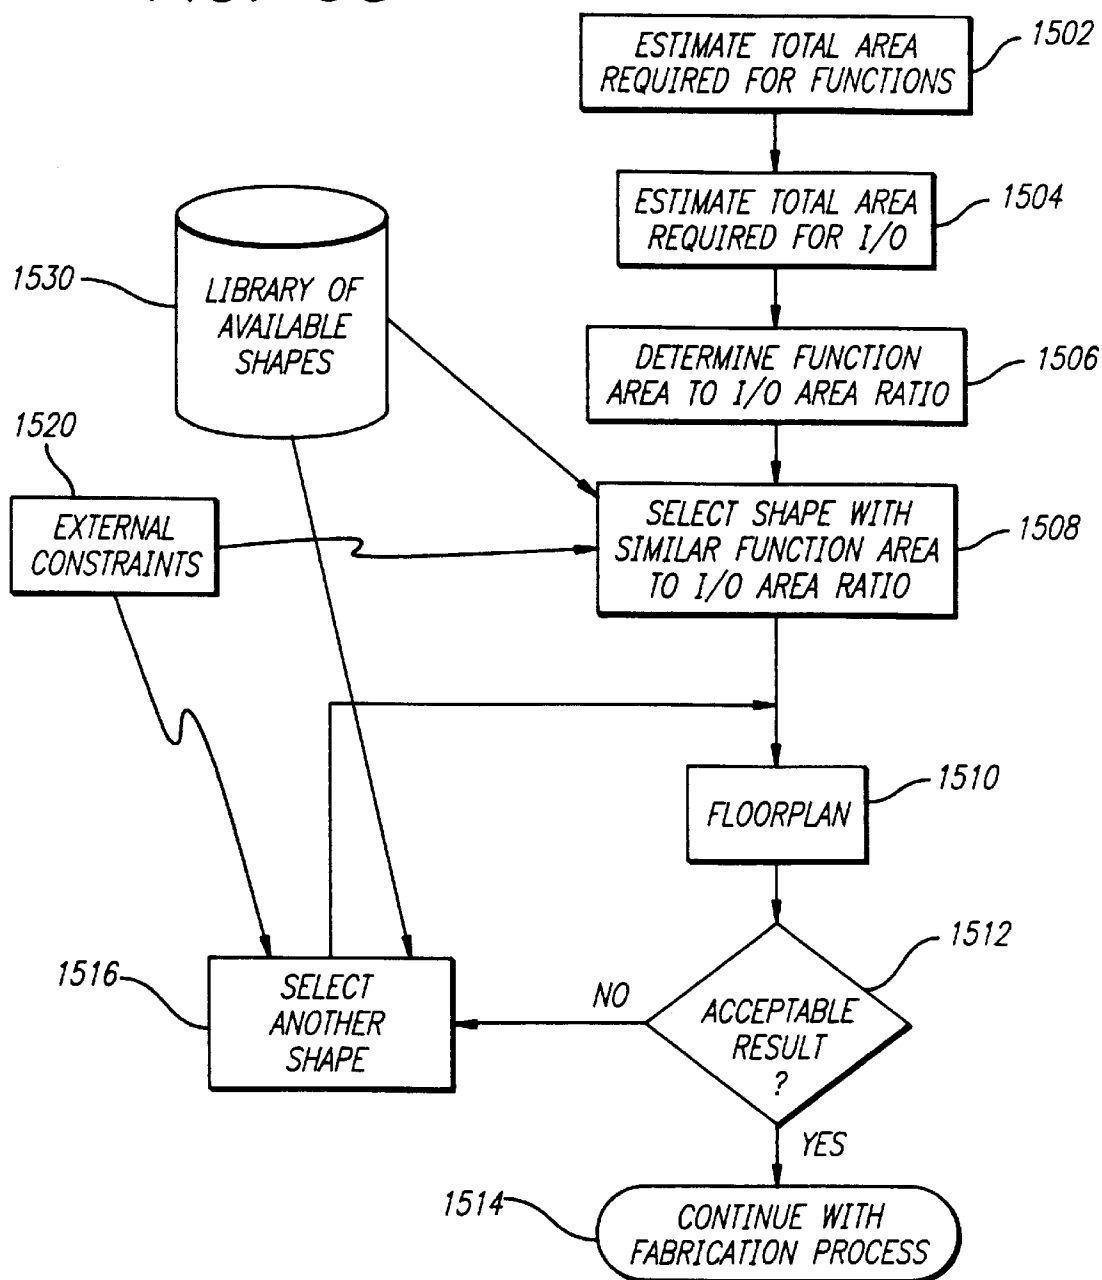 ESTIMATE TOTAL AREA
REQUIRED FOR FUNCTIONS
1502
ESTIMATE TOTAL AREA
REQUIRED FOR I/O
1504
1530
LIBRARY OF
AVAILABLE
SHAPES
DETERMINE FUNCTION
AREA TO I/O AREA RATIO
1506
1520
EXTERNAL
CONSTRAINTS
SELECT SHAPE WITH
SIMILAR FUNCTION AREA
TO I/O AREA RATIO
1508
FLOORPLAN
1510
1516
SELECT
ANOTHER
SHAPE
NO
ACCEPTABLE
RESULT
?
1512
YES
1514
CONTINUE WITH
FABRICATION PROCESS